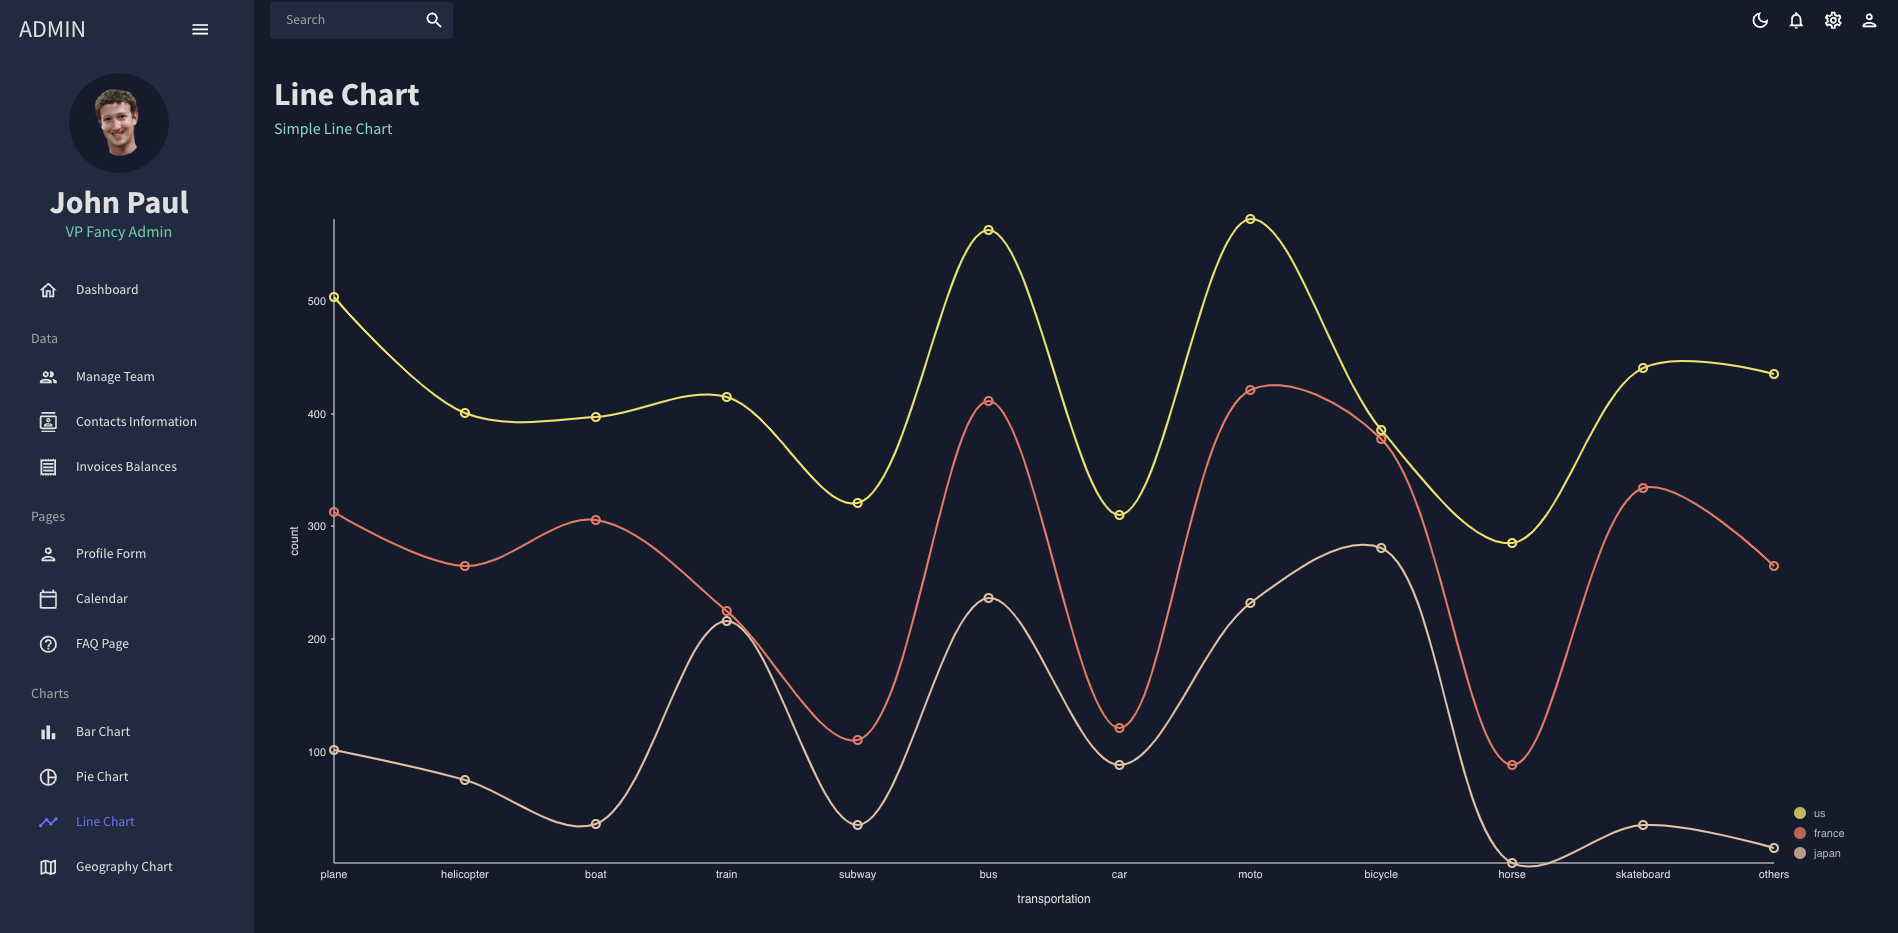 ADMIN
Search
John Paul
VP Fancy Admin
Dashboard
Data
Manage Team
Contacts Information
Invoices Balances
Pages
Profile Form
Calendar
FAQ Page
Charts
Bar Chart
Pie Chart
Line Chart
Geography Chart
Line Chart
Simple Line Chart
500
400
300
200
100
count
plane helicopter boat train subway bus car moto bicycle horse skateboard others
transportation
us
france
japan